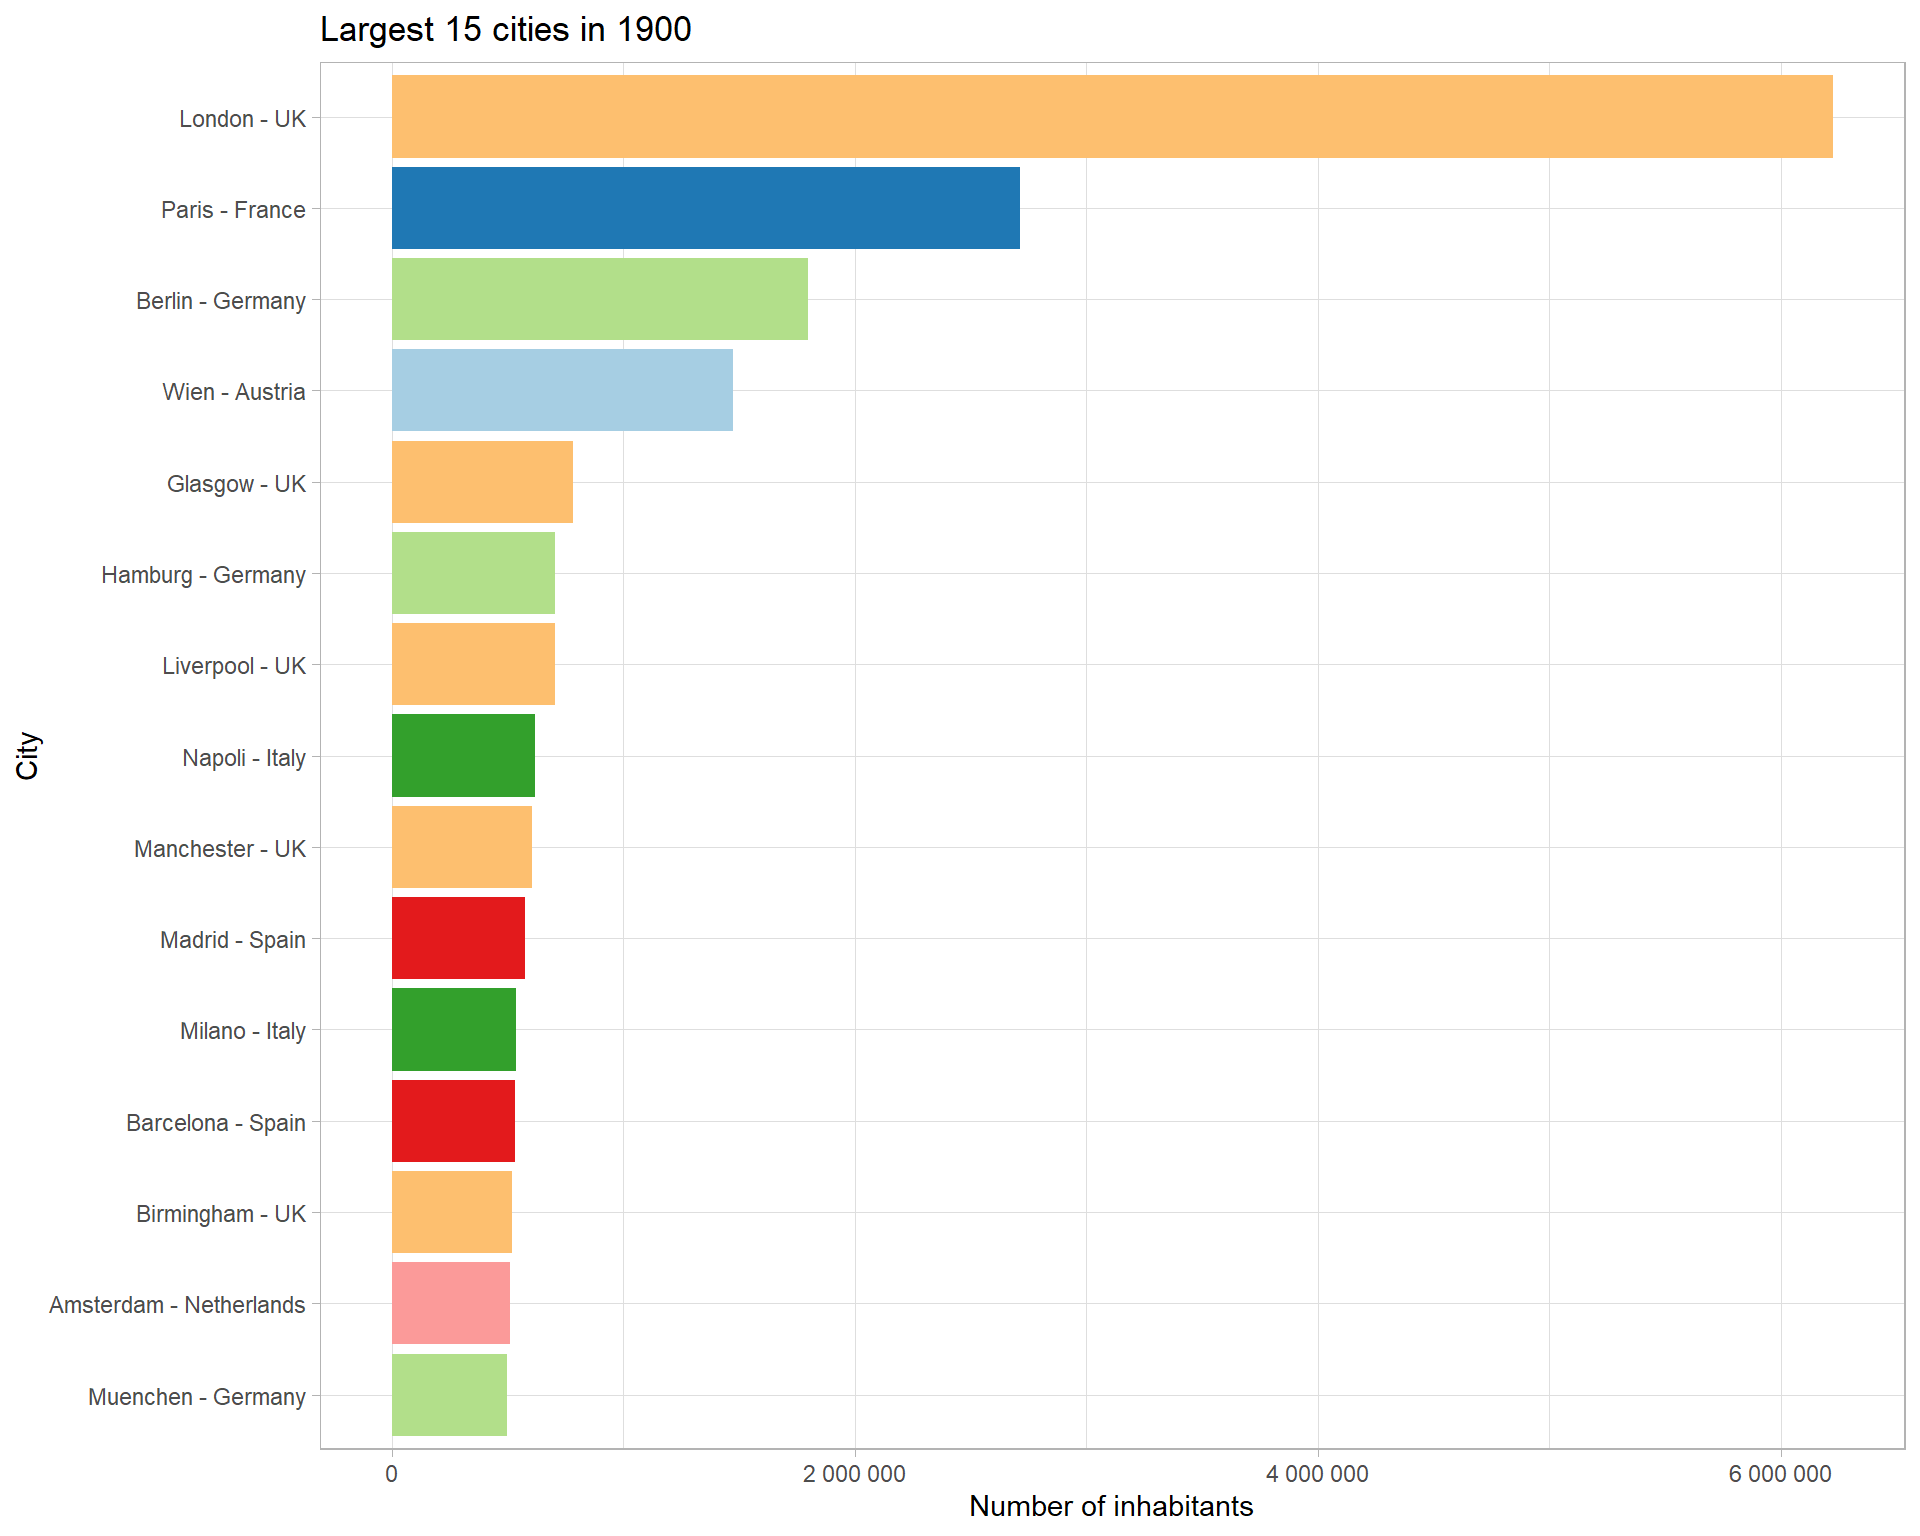 Largest 15 cities in 1900
London - UK
Paris - France
Berlin - Germany
Wien - Austria
Glasgow - UK
Hamburg - Germany
Liverpool - UK
Napoli - Italy
Manchester - UK
Madrid - Spain
Milano - Italy
Barcelona - Spain
Birmingham - UK
Amsterdam - Netherlands
Muenchen - Germany
City
0 2 000 000 4 000 000 6 000 000
Number of inhabitants